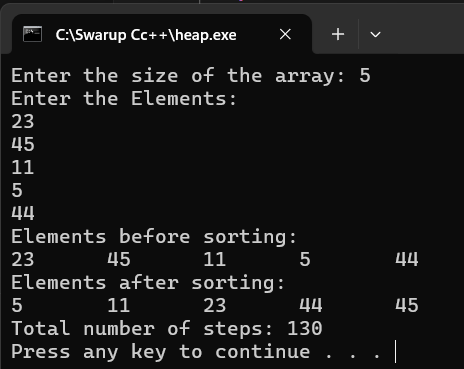 C:\Swarup Cc++\heap.exe
Enter the size of the array: 5
Enter the Elements:
23
45
11
5
44
Elements before sorting:
23 45 11 5 44
Elements after sorting:
5 11 23 44 45
Total number of steps: 130
Press any key to continue . . .